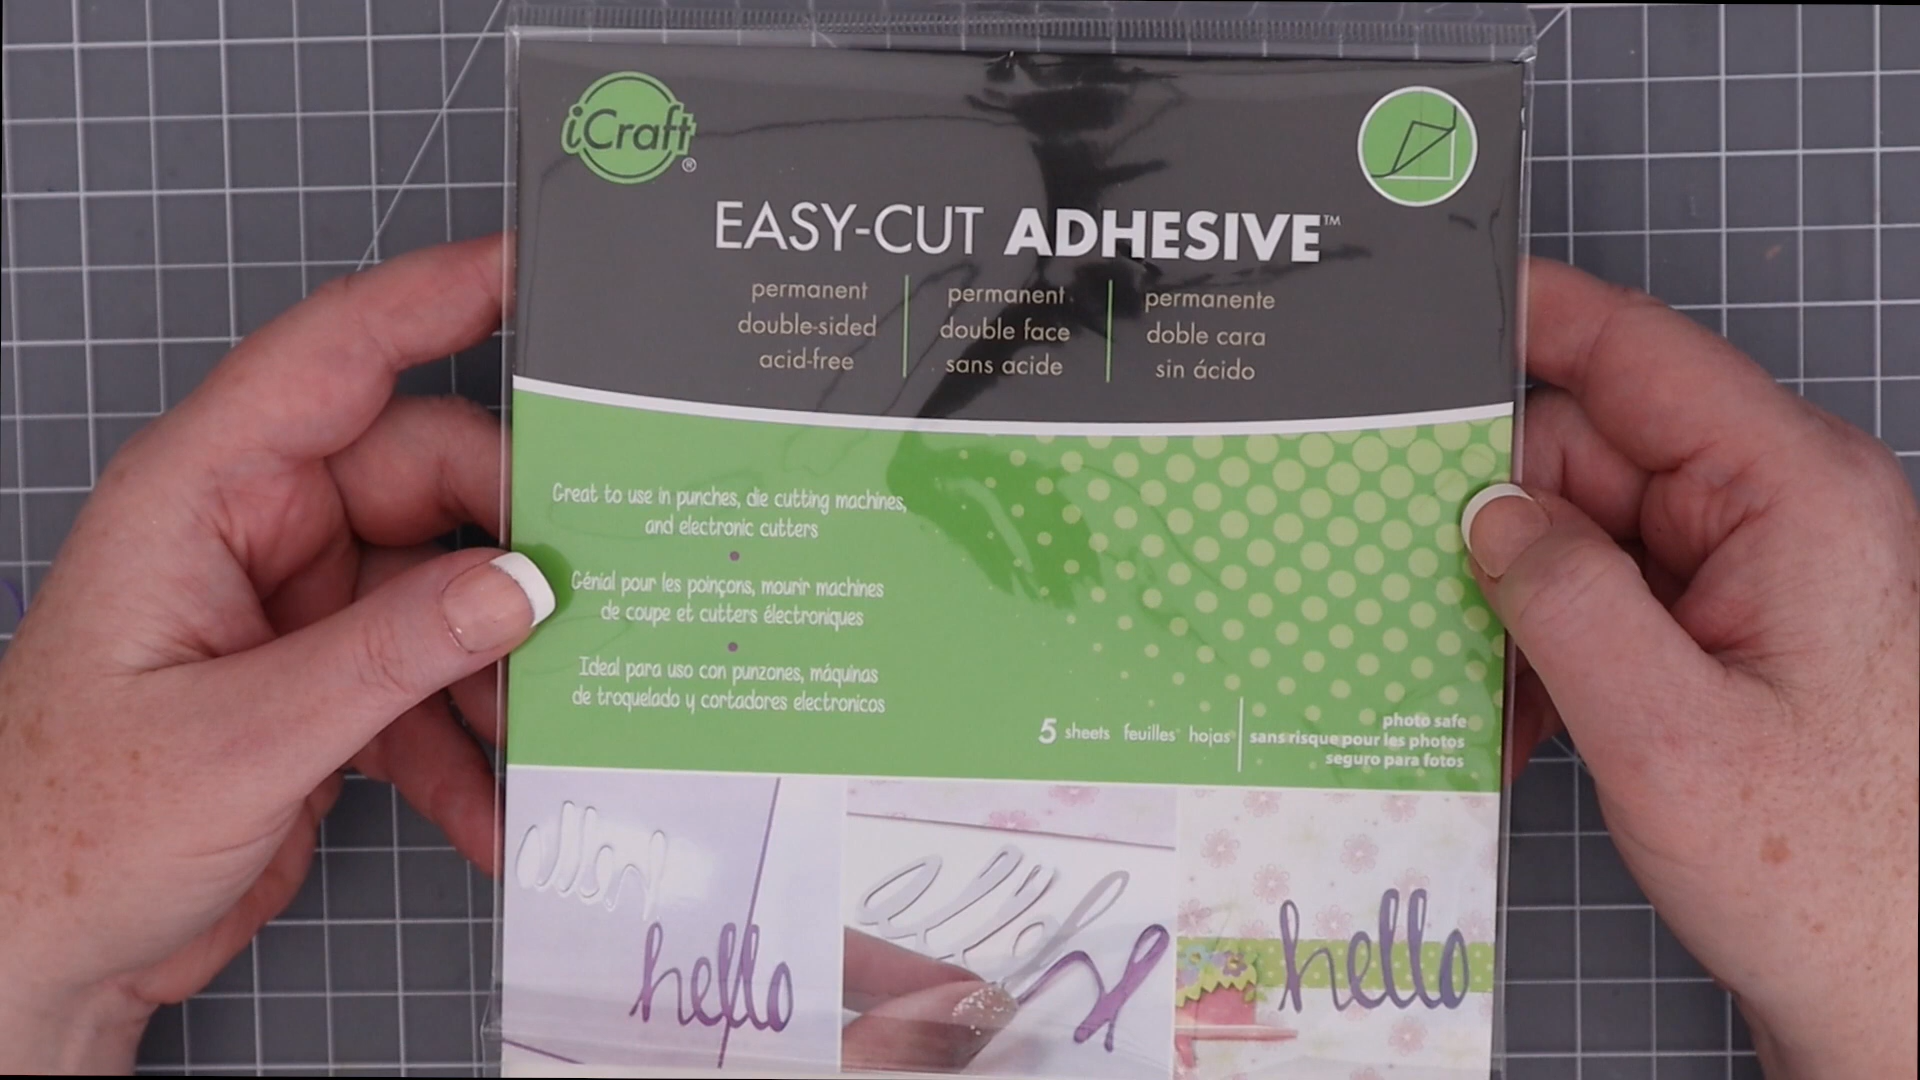 iCraft®
EASY-CUT ADHESIVE™
permanent
double-sided
acid-free
permanent
double face
sans acide
permanente
doble cara
sin ácido
Great to use in punches, die cutting machines,
and electronic cutters
Génial pour les poinçons, mourir machines
de coupe et cutters électroniques
Ideal para uso con punzones, máquinas
de troquelado y cortadores electronicos
5 sheets feuilles hojas
photo safe
sans risque pour les photos
seguro para fotos
hello
hello
hello